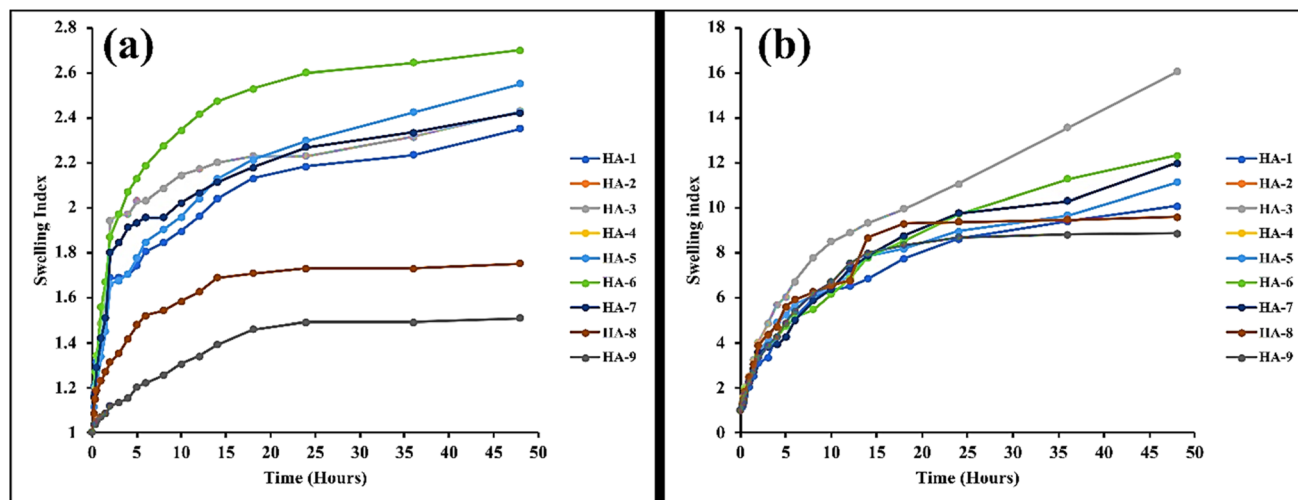 (a)
2.8
2.6
2.4
2.2
2
1.8
1.6
1.4
1.2
1
Swelling Index
0 5 10 15 20 25 30 35 40 45 50
Time (Hours)
HA-1
HA-2
HA-3
HA-4
HA-5
HA-6
HA-7
HA-8
HA-9
(b)
18
16
14
12
10
8
6
4
2
0
Swelling index
0 5 10 15 20 25 30 35 40 45 50
Time (Hours)
HA-1
HA-2
HA-3
HA-4
HA-5
HA-6
HA-7
HA-8
HA-9